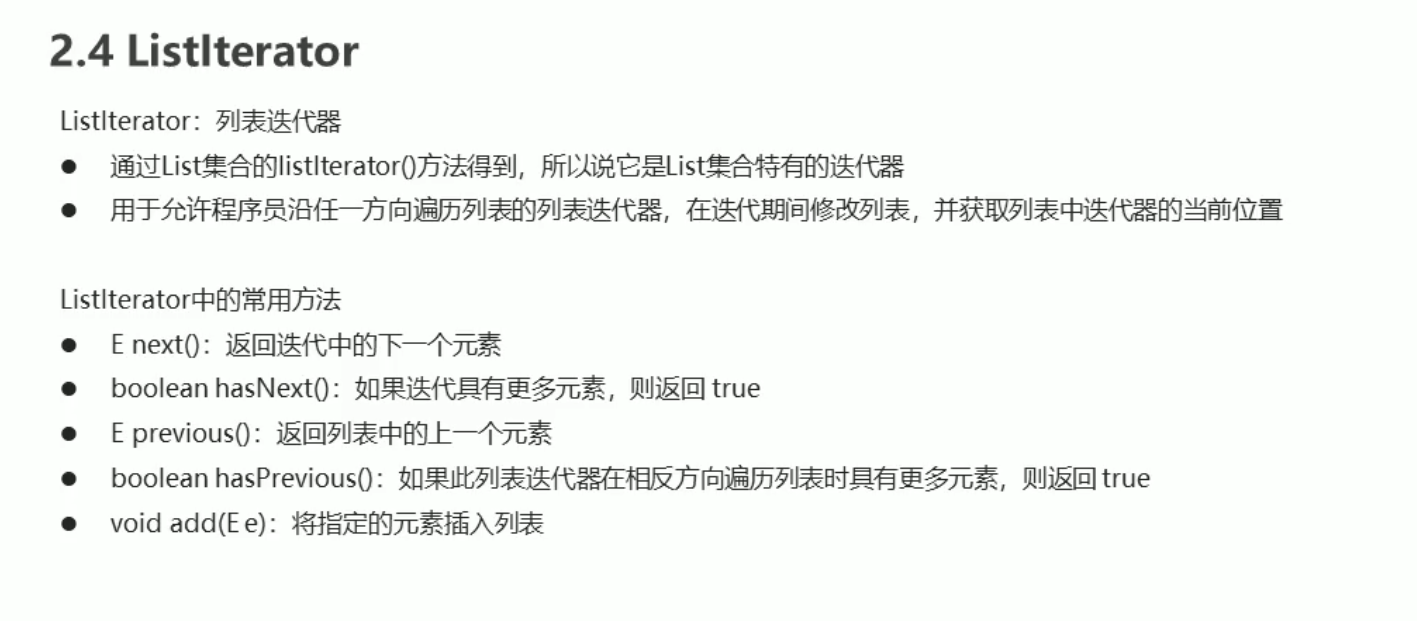 2.4 ListIterator
ListIterator：列表迭代器
● 通过List集合的listIterator()方法得到，所以说它是List集合特有的迭代器
● 用于允许程序员沿任一方向遍历列表的列表迭代器，在迭代期间修改列表，并获取列表中迭代器的当前位置
ListIterator中的常用方法
● E next()：返回迭代中的下一个元素
● boolean hasNext()：如果迭代具有更多元素，则返回 true
● E previous()：返回列表中的上一个元素
● boolean hasPrevious()：如果此列表迭代器在相反方向遍历列表时具有更多元素，则返回 true
● void add(E e)：将指定的元素插入列表